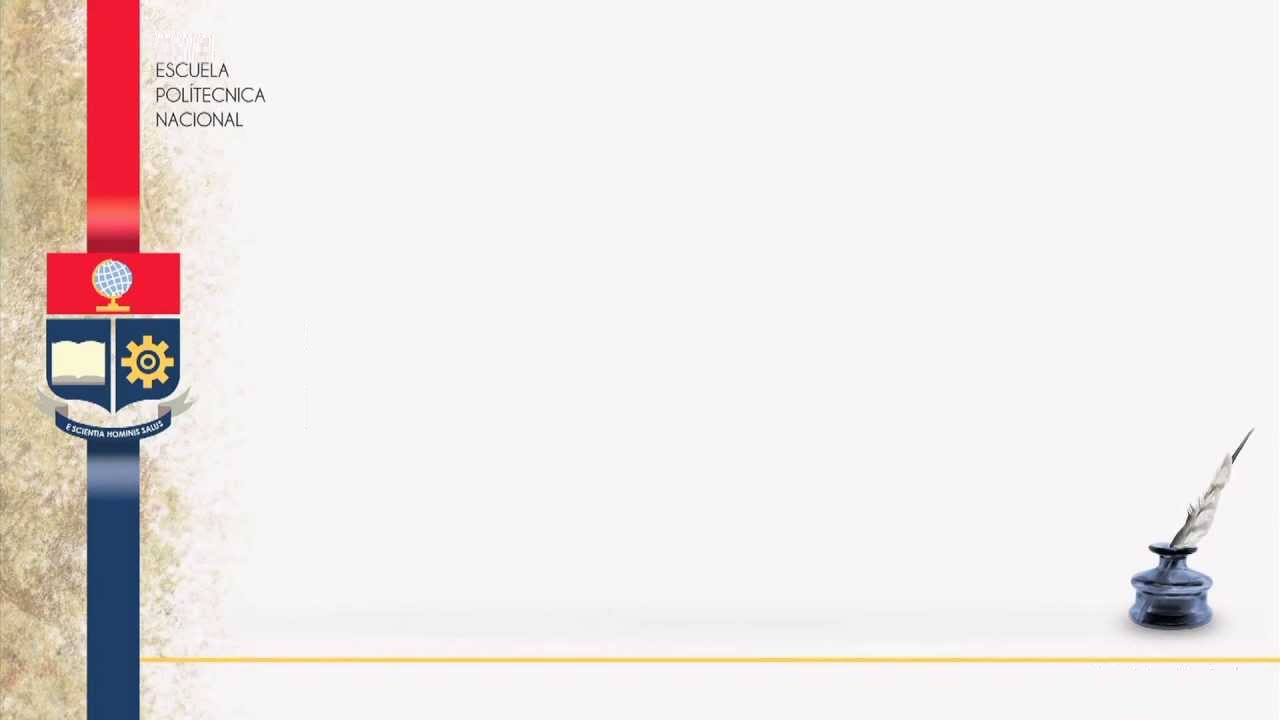 ESCUELA
POLÍTECNICA
NACIONAL
E SCIENTIA HOMINIS SALUS